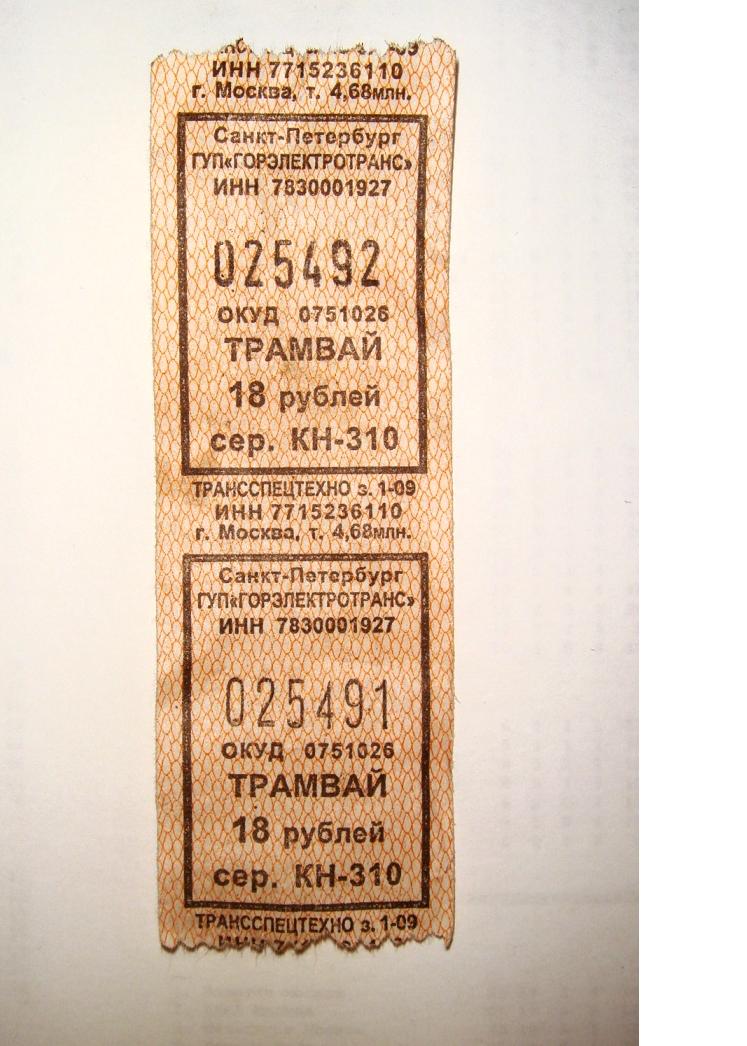 ИНН 7715236110
г. Москва, т. 4,68млн.
Санкт-Петербург
ГУП«ГОРЭЛЕКТРОТРАНС»
ИНН 7830001927
025492
ОКУД 0751026
ТРАМВАЙ
18 рублей
сер. КН-310
ТРАНССПЕЦТЕХНО з. 1-09
ИНН 7715236110
г. Москва, т. 4,68млн.
Санкт-Петербург
ГУП«ГОРЭЛЕКТРОТРАНС»
ИНН 7830001927
025491
ОКУД 0751026
ТРАМВАЙ
18 рублей
сер. КН-310
ТРАНССПЕЦТЕХНО з. 1-09